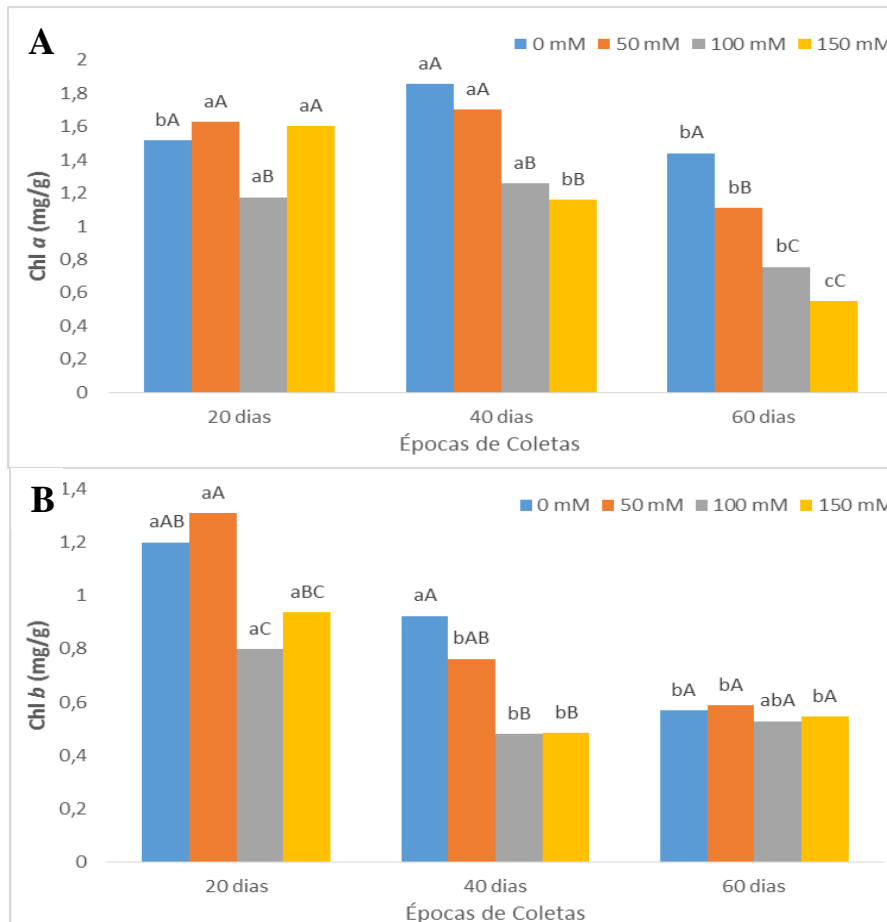 A
0 mM 50 mM 100 mM 150 mM
2
1,8
1,6
1,4
1,2
1
0,8
0,6
0,4
0,2
0
Chl a (mg/g)
bA aA aB aA
aA aA aB bB
bA bB bC cC
20 dias 40 dias 60 dias
Épocas de Coletas
B
0 mM 50 mM 100 mM 150 mM
1,4
1,2
1
0,8
0,6
0,4
0,2
0
Chl b (mg/g)
aAB aA aC aBC
aA bAB bB bB
bA bA abA bA
20 dias 40 dias 60 dias
Épocas de Coletas